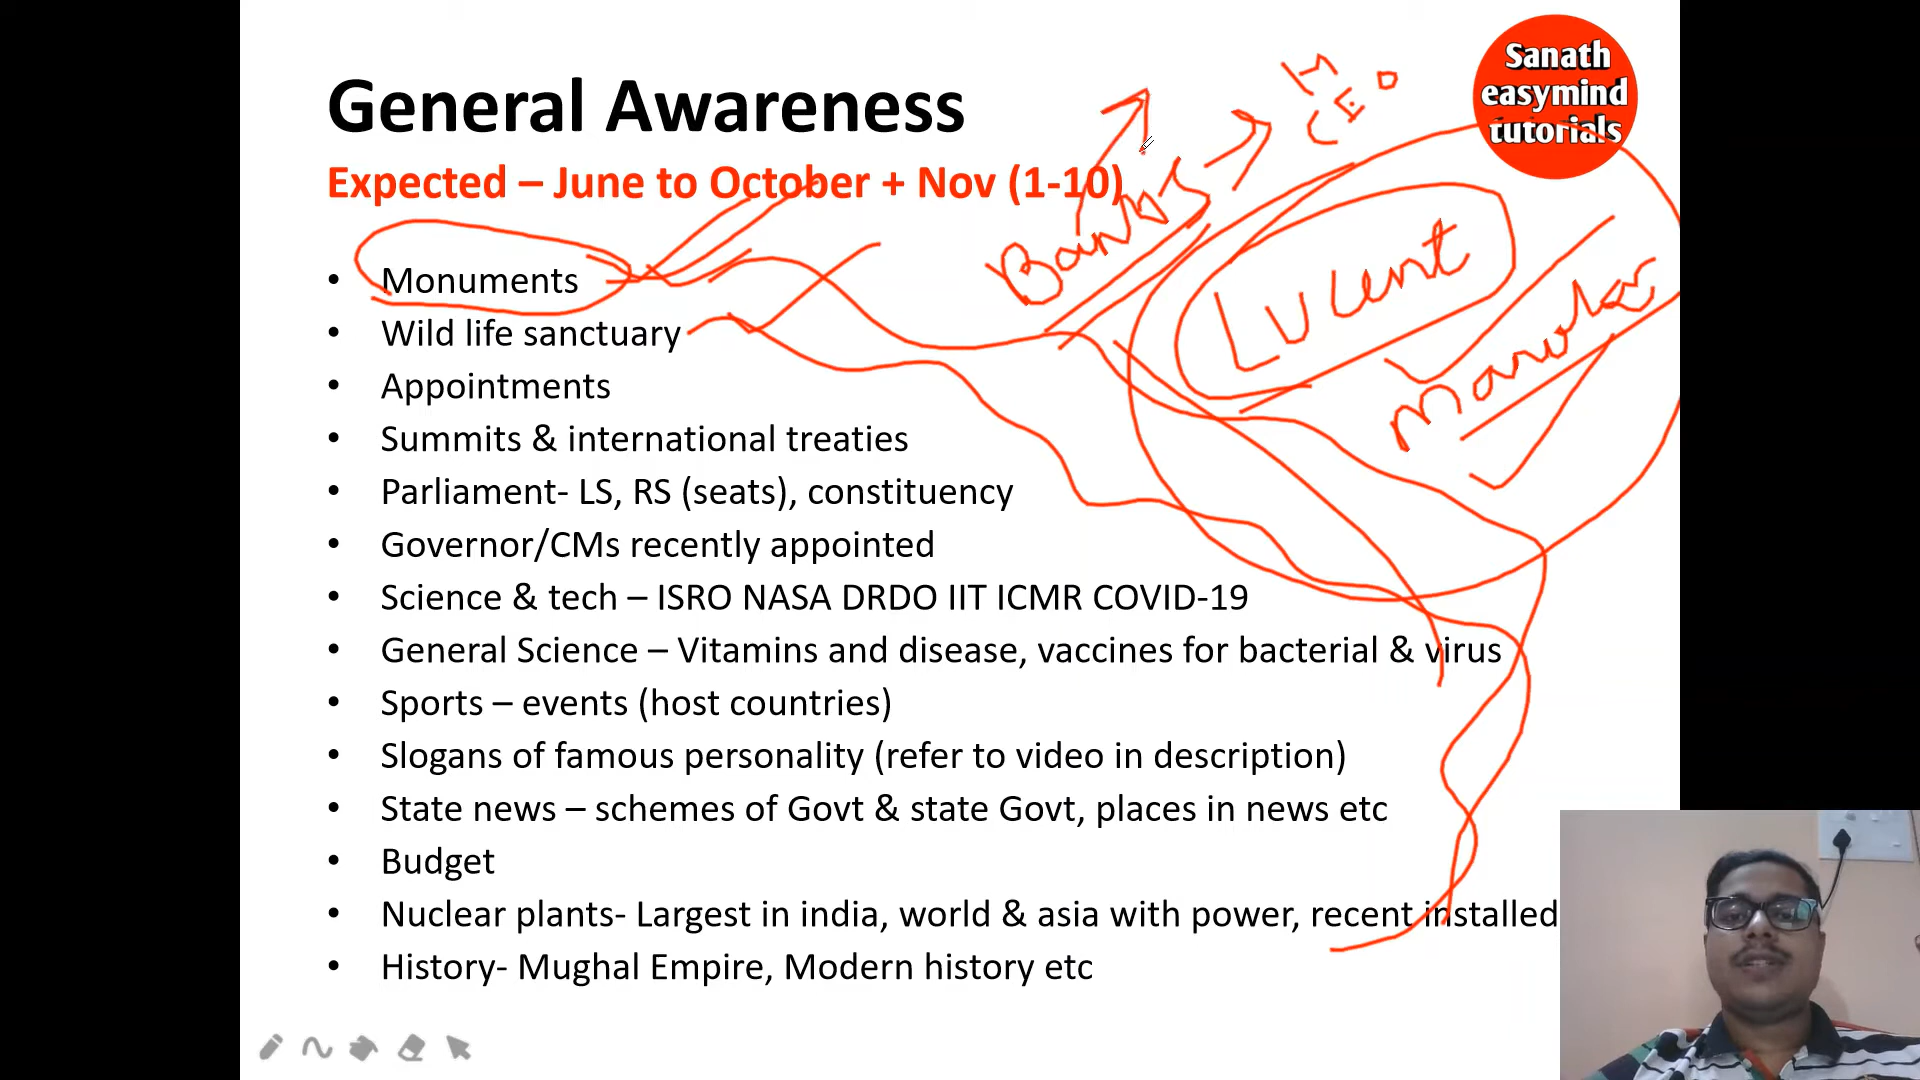 General Awareness
Expected – June to October + Nov (1-10)
Sanath
easymind
tutorials
• Monuments
• Wild life sanctuary
• Appointments
• Summits & international treaties
• Parliament- LS, RS (seats), constituency
• Governor/CMs recently appointed
• Science & tech – ISRO NASA DRDO IIT ICMR COVID-19
• General Science – Vitamins and disease, vaccines for bacterial & virus
• Sports – events (host countries)
• Slogans of famous personality (refer to video in description)
• State news – schemes of Govt & state Govt, places in news etc
• Budget
• Nuclear plants- Largest in india, world & asia with power, recent installed
• History- Mughal Empire, Modern history etc
Banks
CEO
Lucent